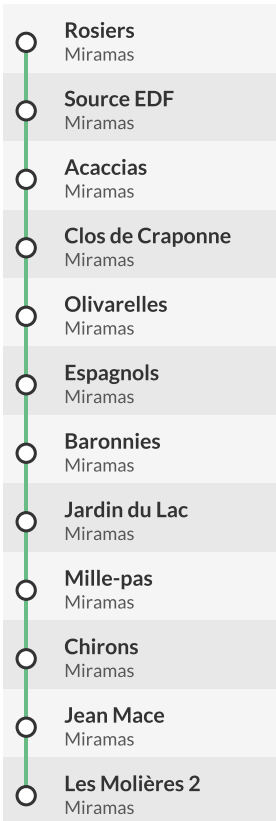 Rosiers
Miramas
Source EDF
Miramas
Acaccias
Miramas
Clos de Craponne
Miramas
Olivarelles
Miramas
Espagnols
Miramas
Baronnies
Miramas
Jardin du Lac
Miramas
Mille-pas
Miramas
Chirons
Miramas
Jean Mace
Miramas
Les Molières 2
Miramas